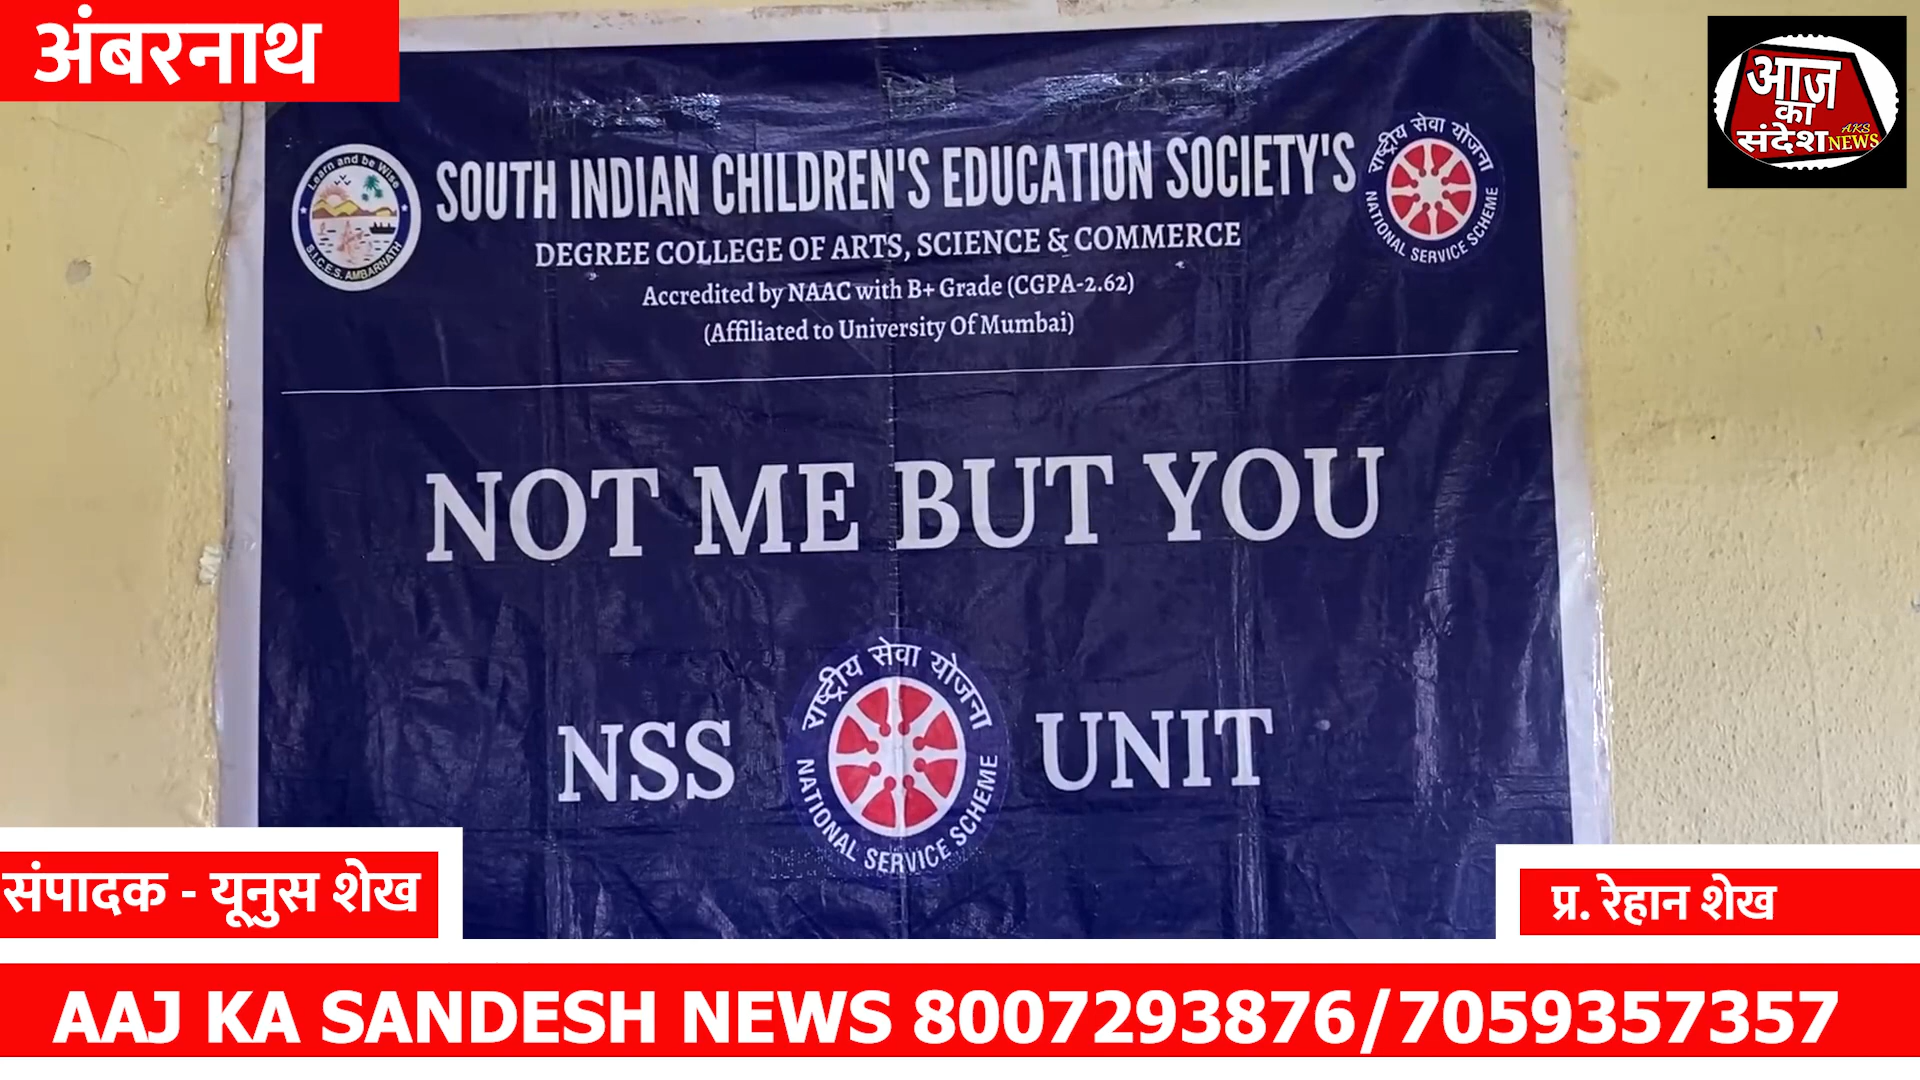 अंबरनाथ
आज
का
संदेश
AKS
NEWS
Learn and be Wise
S.I.C.E.S. AMBARNATH
SOUTH INDIAN CHILDREN'S EDUCATION SOCIETY'S
DEGREE COLLEGE OF ARTS, SCIENCE & COMMERCE
Accredited by NAAC with B+ Grade (CGPA-2.62)
(Affiliated to University Of Mumbai)
राष्ट्रीय सेवा योजना
NATIONAL SERVICE SCHEME
NOT ME BUT YOU
NSS
राष्ट्रीय सेवा योजना
NATIONAL SERVICE SCHEME
UNIT
संपादक - यूनुस शेख
प्र. रेहान शेख
AAJ KA SANDESH NEWS 8007293876/7059357357